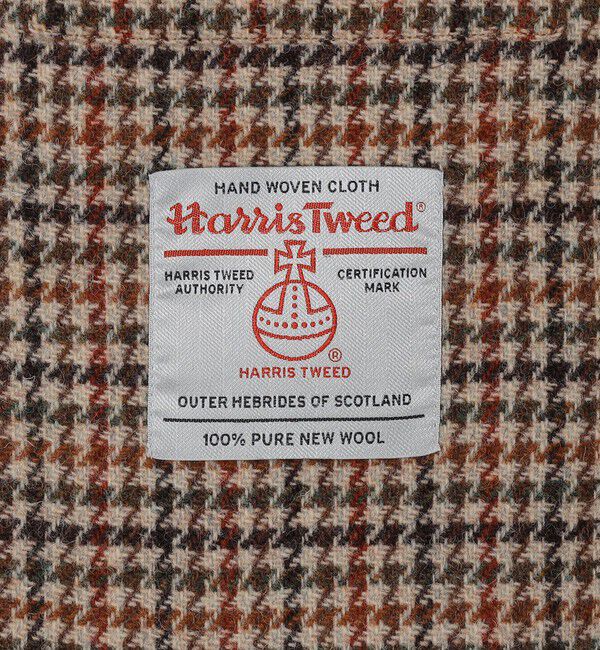 HAND WOVEN CLOTH
Harris Tweed®
HARRIS TWEED AUTHORITY
CERTIFICATION MARK
®
HARRIS TWEED
OUTER HEBRIDES OF SCOTLAND
100% PURE NEW WOOL